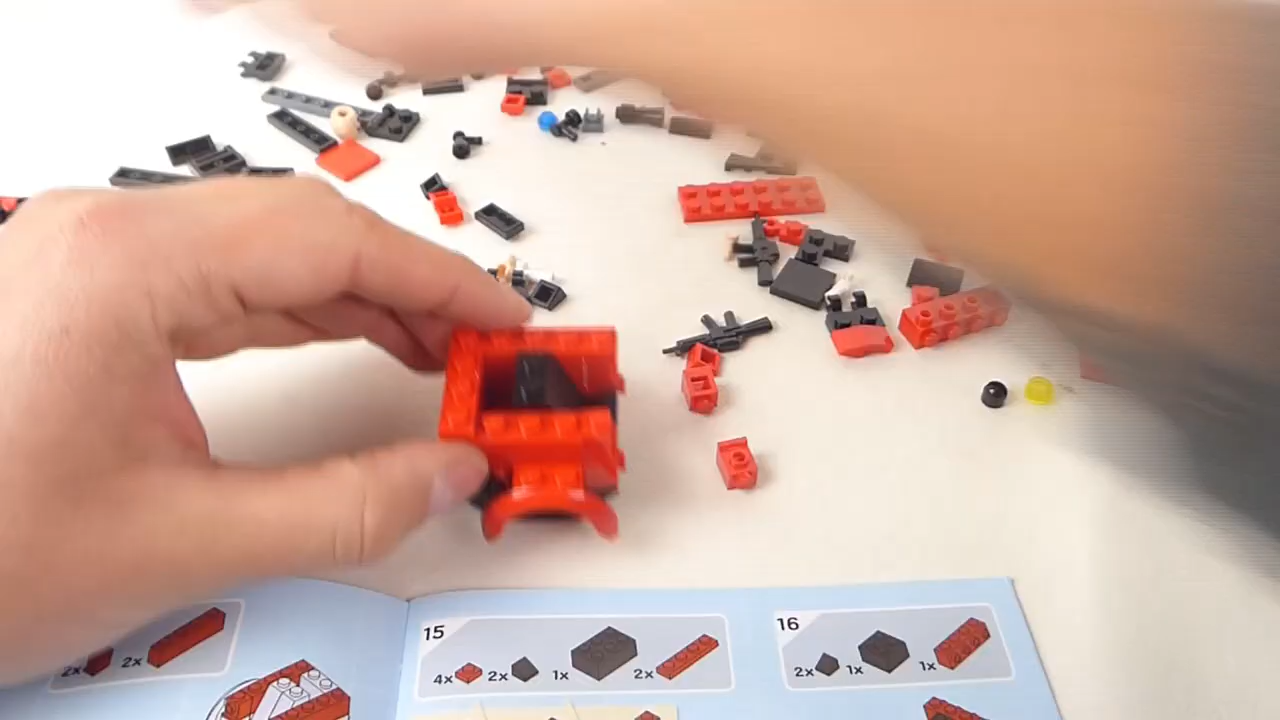 2x 2x
15
4x 2x 1x 2x
16
2x 1x 1x